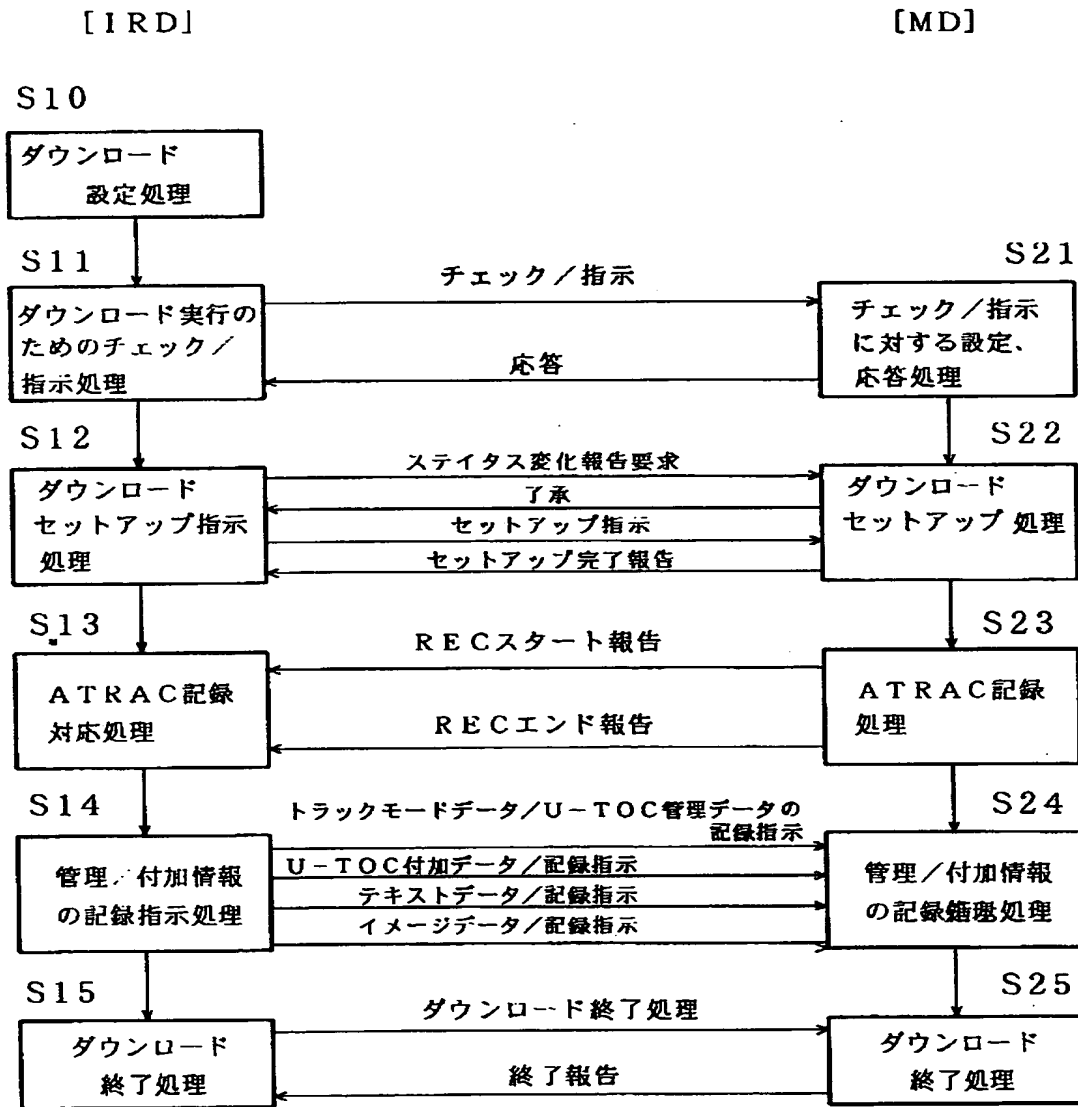 [IRD]
[MD]
S10
ダウンロード
設定処理
S11
ダウンロード実行の
ためのチェック/
指示処理
チェック/指示
応答
S21
チェック/指示
に対する設定、
応答処理
S12
ダウンロード
セットアップ指示
処理
ステイタス変化報告要求
了承
セットアップ指示
セットアップ完了報告
S22
ダウンロード
セットアップ処理
S13
ATRAC記録
対応処理
RECスタート報告
RECエンド報告
S23
ATRAC記録
処理
S14
管理/付加情報
の記録指示処理
トラックモードデータ/U-TOC管理データの
記録指示
U-TOC付加データ/記録指示
テキストデータ/記録指示
イメージデータ/記録指示
S24
管理/付加情報
の記録処理
S15
ダウンロード
終了処理
ダウンロード終了処理
終了報告
S25
ダウンロード
終了処理